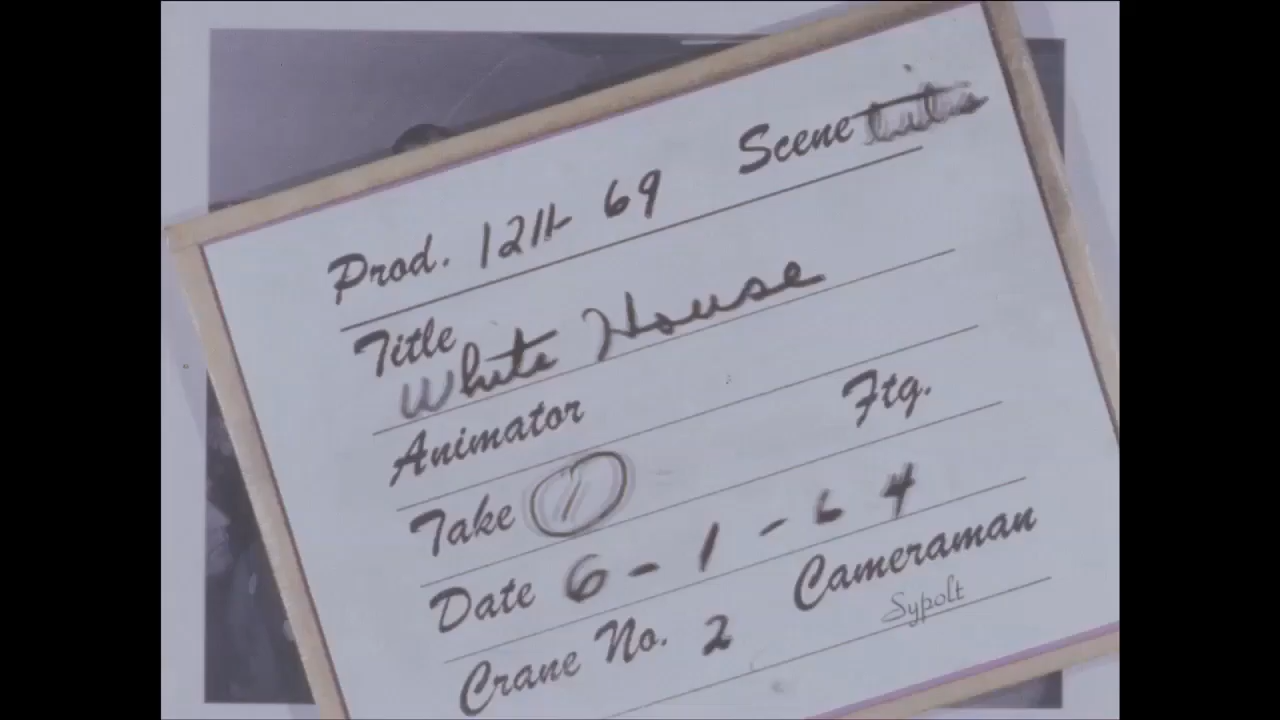 Prod. 1211-69 Scene
Title
White House
Animator Ftg.
Take 1
Date 6-1-64
Crane No. 2 Cameraman
Sypolt